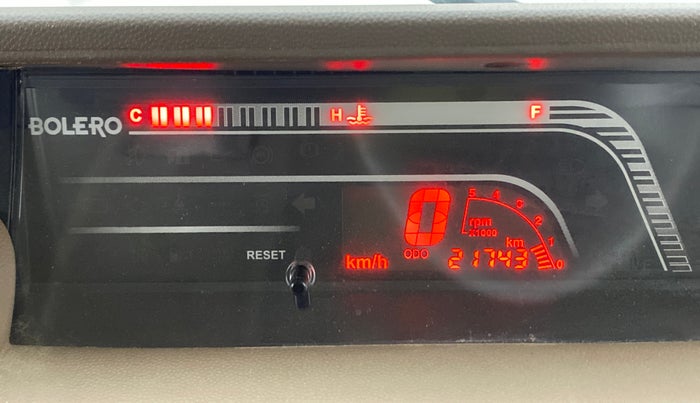 BOLERO
C H F
5 4 3 2 1 0
rpm
X1000
0
km/h
ODO
km
21743
RESET